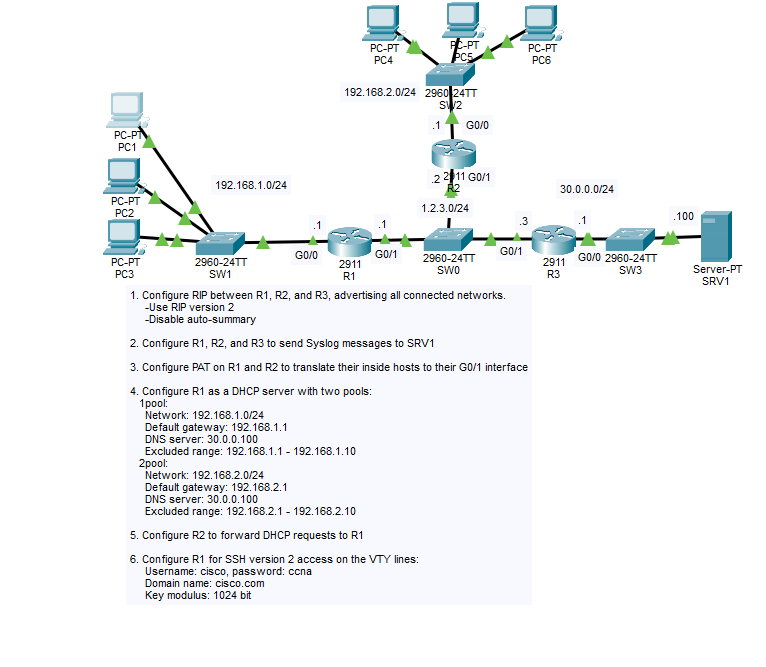 PC-PT
PC4
PC-PT
PC5
PC-PT
PC6
192.168.2.0/24
2960-24TT
SW2
.1
G0/0
PC-PT
PC1
2911
R2
.2
G0/1
192.168.1.0/24
30.0.0.0/24
PC-PT
PC2
1.2.3.0/24
.1
.1
.3
.1
.100
PC-PT
PC3
2960-24TT
SW1
G0/0
2911
R1
G0/1
2960-24TT
SW0
G0/1
2911
R3
G0/0
2960-24TT
SW3
Server-PT
SRV1
1. Configure RIP between R1, R2, and R3, advertising all connected networks.
-Use RIP version 2
-Disable auto-summary
2. Configure R1, R2, and R3 to send Syslog messages to SRV1
3. Configure PAT on R1 and R2 to translate their inside hosts to their G0/1 interface
4. Configure R1 as a DHCP server with two pools:
1pool:
Network: 192.168.1.0/24
Default gateway: 192.168.1.1
DNS server: 30.0.0.100
Excluded range: 192.168.1.1 - 192.168.1.10
2pool:
Network: 192.168.2.0/24
Default gateway: 192.168.2.1
DNS server: 30.0.0.100
Excluded range: 192.168.2.1 - 192.168.2.10
5. Configure R2 to forward DHCP requests to R1
6. Configure R1 for SSH version 2 access on the VTY lines:
Username: cisco, password: ccna
Domain name: cisco.com
Key modulus: 1024 bit